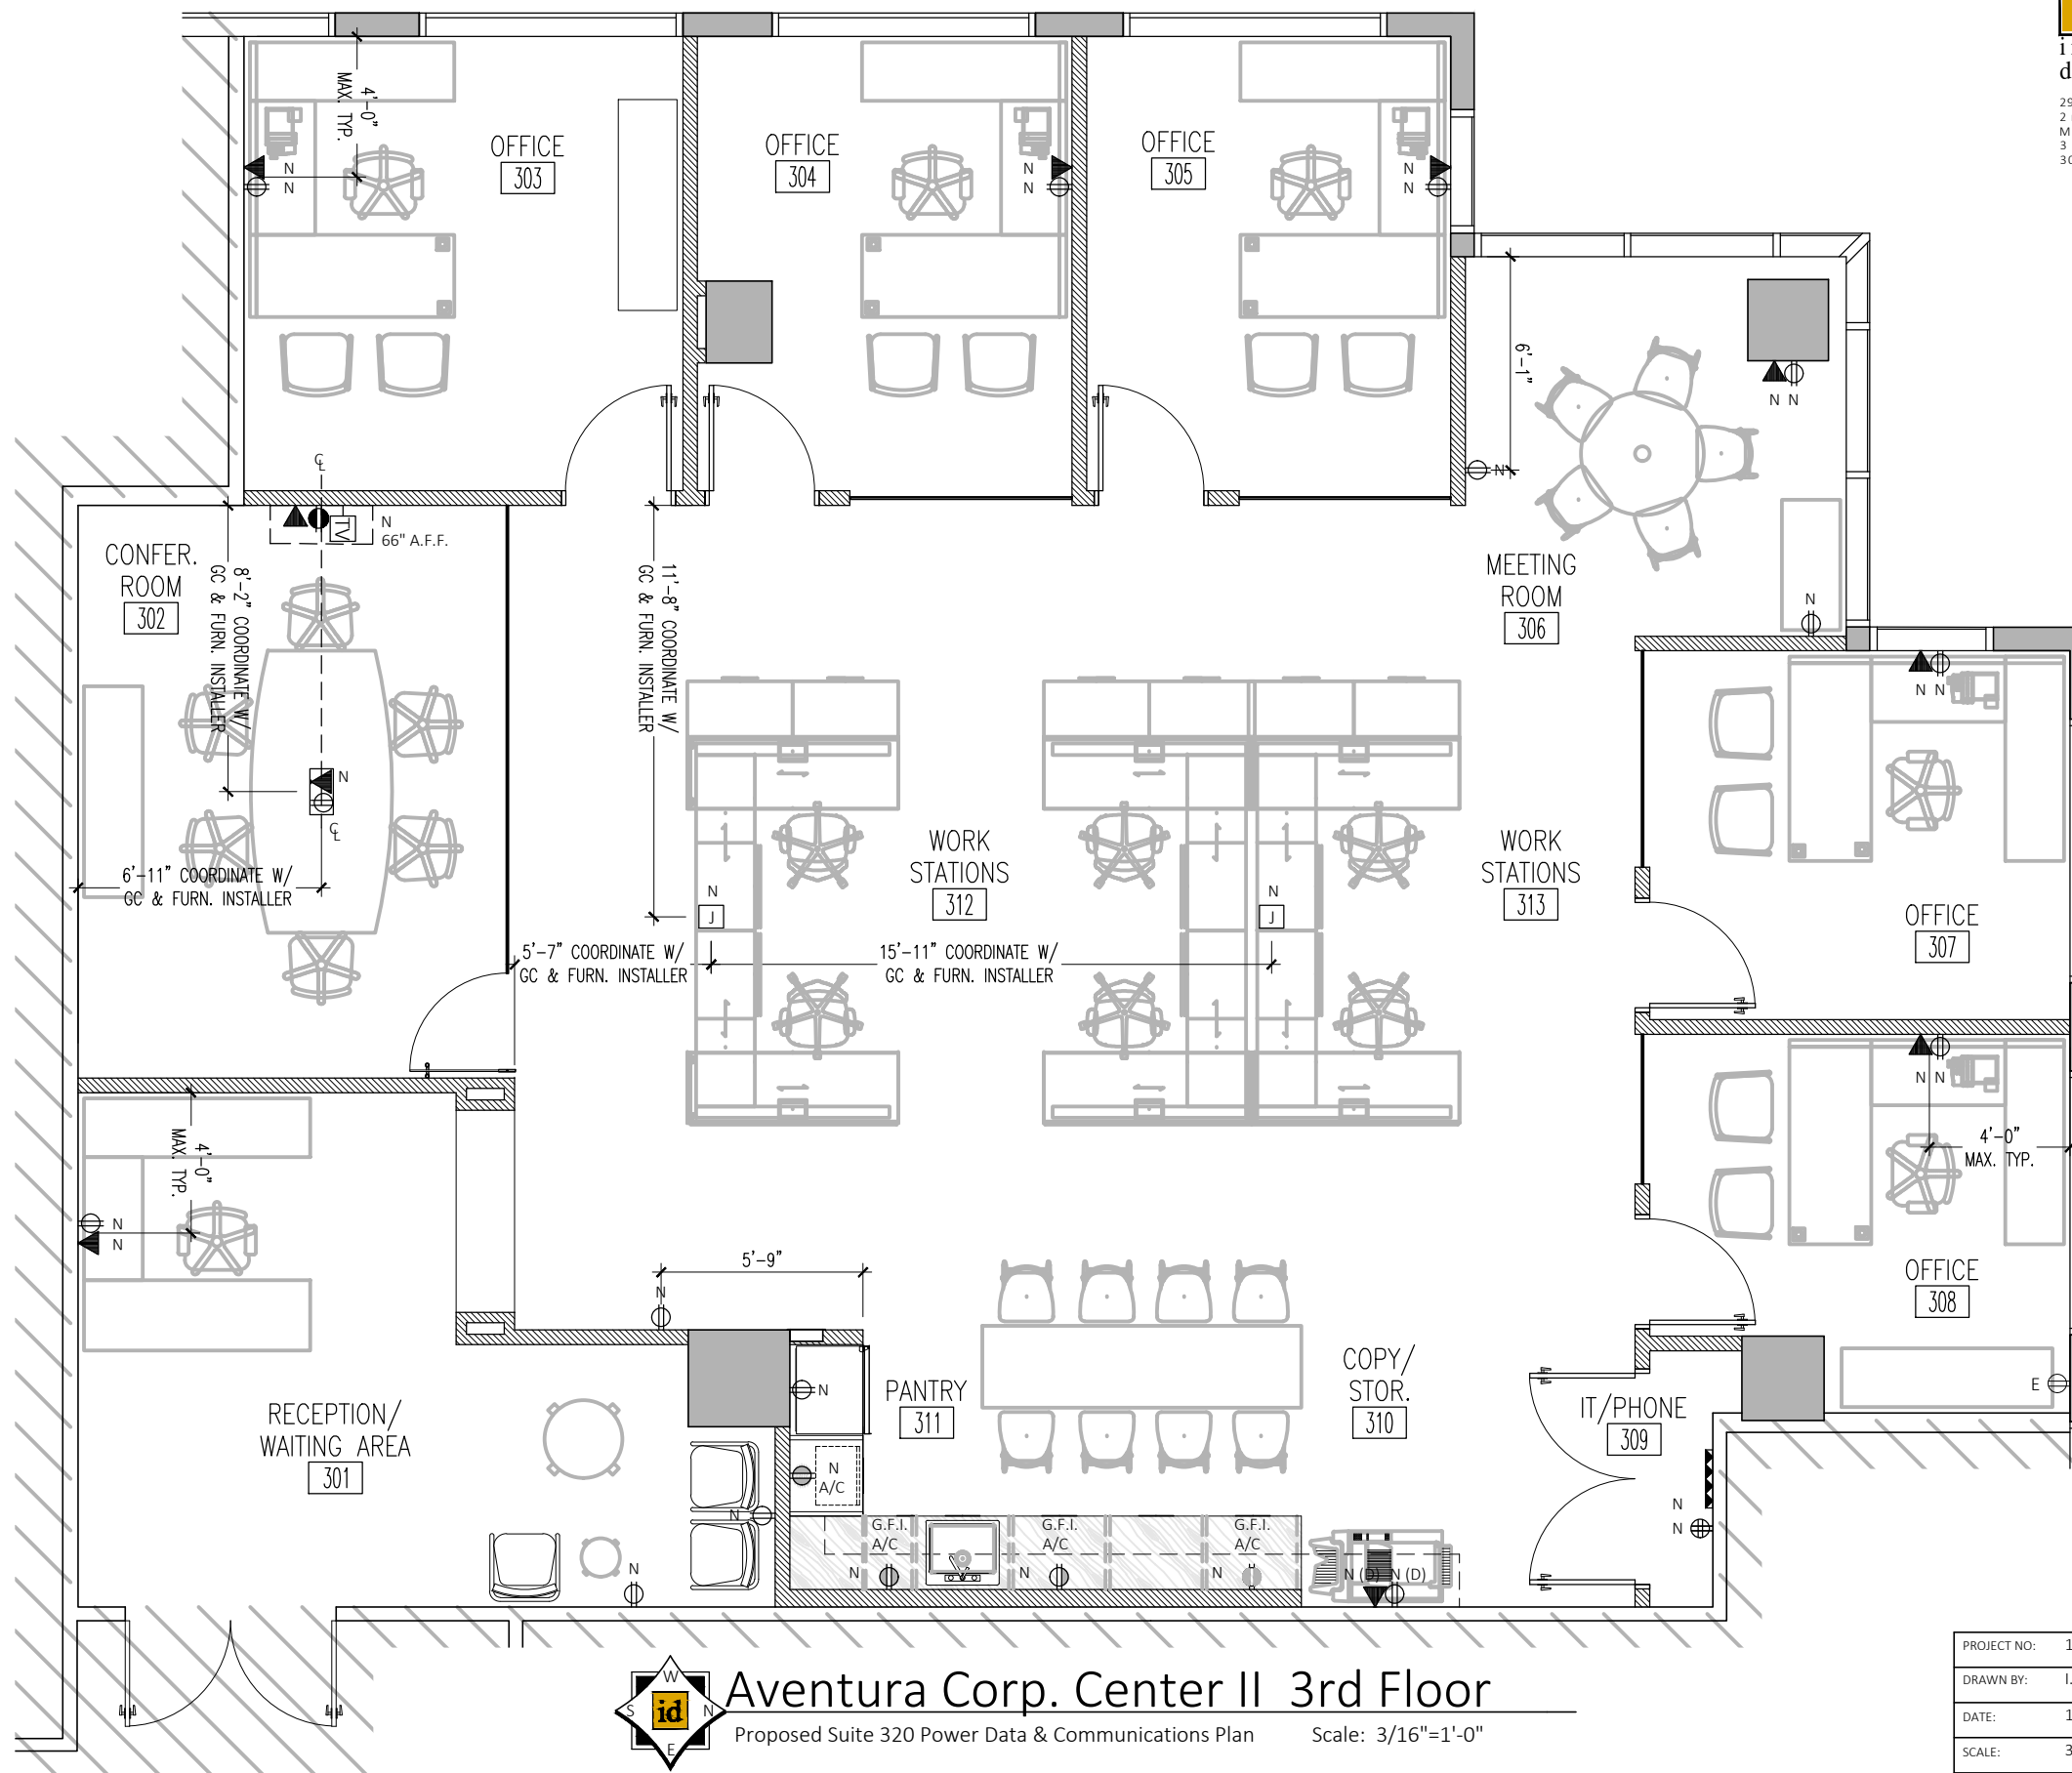 4'-0"
MAX. TYP.
OFFICE
303
N
N
OFFICE
304
N
N
OFFICE
305
N
N
6'-1"
N
N N
MEETING
ROOM
306
N
CONFER.
ROOM
302
℄
TV
N
66" A.F.F.
8'-2" COORDINATE W/
GC & FURN. INSTALLER
N
℄
6'-11" COORDINATE W/
GC & FURN. INSTALLER
11'-8" COORDINATE W/
GC & FURN. INSTALLER
WORK
STATIONS
312
WORK
STATIONS
313
N
J
N
J
5'-7" COORDINATE W/
GC & FURN. INSTALLER
15'-11" COORDINATE W/
GC & FURN. INSTALLER
N N
OFFICE
307
N N
4'-0"
MAX. TYP.
OFFICE
308
E
4'-0"
MAX. TYP.
N
N
RECEPTION/
WAITING AREA
301
N
N
5'-9"
N
N
PANTRY
311
N
A/C
G.F.I.
A/C
N
G.F.I.
A/C
N
G.F.I.
A/C
N
COPY/
STOR.
310
N (D) N (D)
IT/PHONE
309
N
N
W
S id N
E
Aventura Corp. Center II 3rd Floor
Proposed Suite 320 Power Data & Communications Plan Scale: 3/16"=1'-0"
PROJECT NO: 1
DRAWN BY: I.
DATE: 1
SCALE: 3